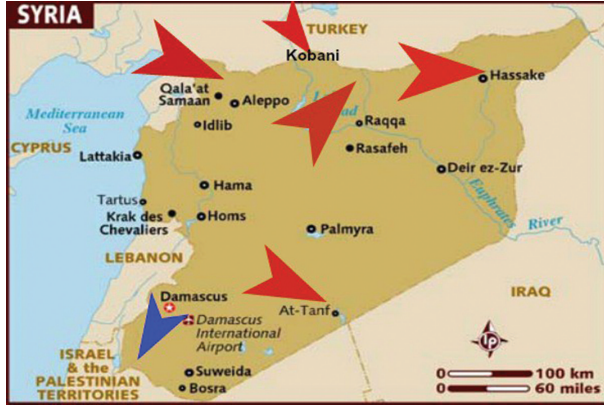 SYRIA
TURKEY
Kobani
Hassake
Qala'at
Samaan
Aleppo
Mediterranean
Sea
Idlib
Raqqa
CYPRUS
Lattakia
Rasafeh
Deir ez-Zur
Hama
Tartus
Euphrates
Krak des
Chevaliers
Homs
Palmyra
River
LEBANON
IRAQ
Damascus
At-Tanf
Damascus
International
Airport
ISRAEL
& the
PALESTINIAN
TERRITORIES
Suweida
Bosra
lp
0 100 km
0 60 miles